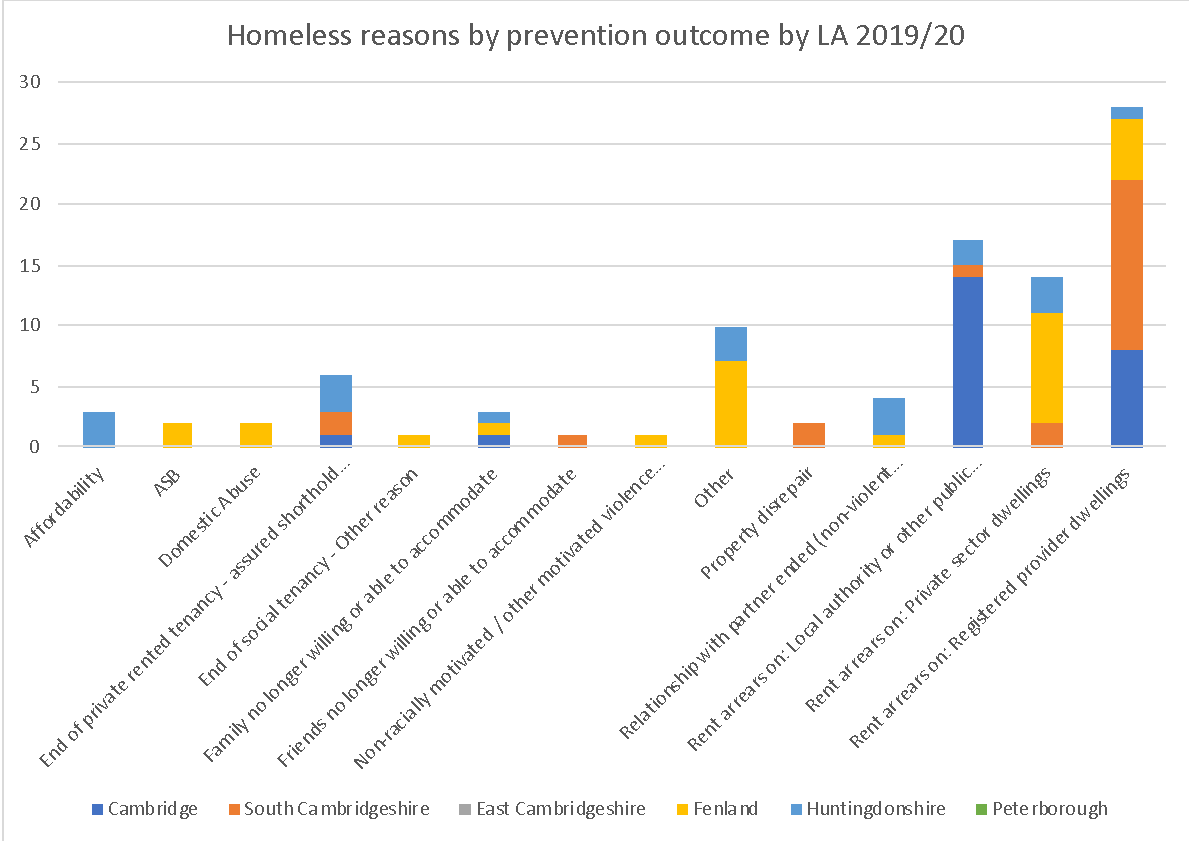 Homeless reasons by prevention outcome by LA 2019/20
30
25
20
15
10
5
0
Affordability
ASB
Domestic Abuse
End of private rented tenancy - assured shorthold...
End of social tenancy - Other reason
Family no longer willing or able to accommodate
Friends no longer willing or able to accommodate
Non-racially motivated / other motivated violence...
Other
Property disrepair
Relationship with partner ended (non-violent...
Rent arrears on: Local authority or other public...
Rent arrears on: Private sector dwellings
Rent arrears on: Registered provider dwellings
Cambridge South Cambridgeshire East Cambridgeshire Fenland Huntingdonshire Peterborough